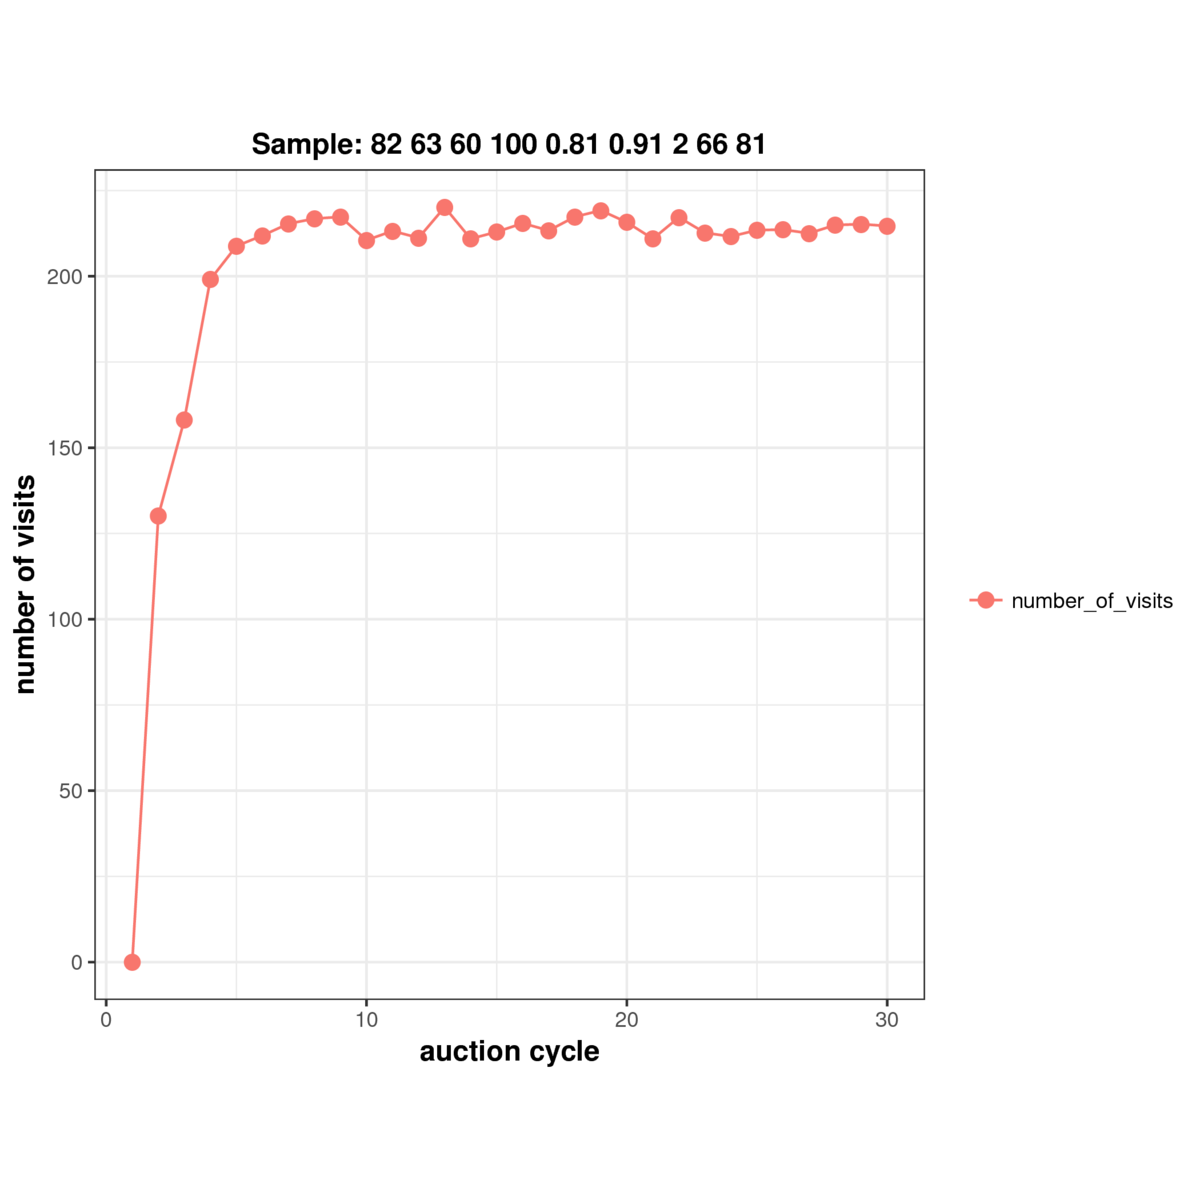 Sample: 82 63 60 100 0.81 0.91 2 66 81
number of visits
200
150
100
50
0
0 10 20 30
auction cycle
number_of_visits